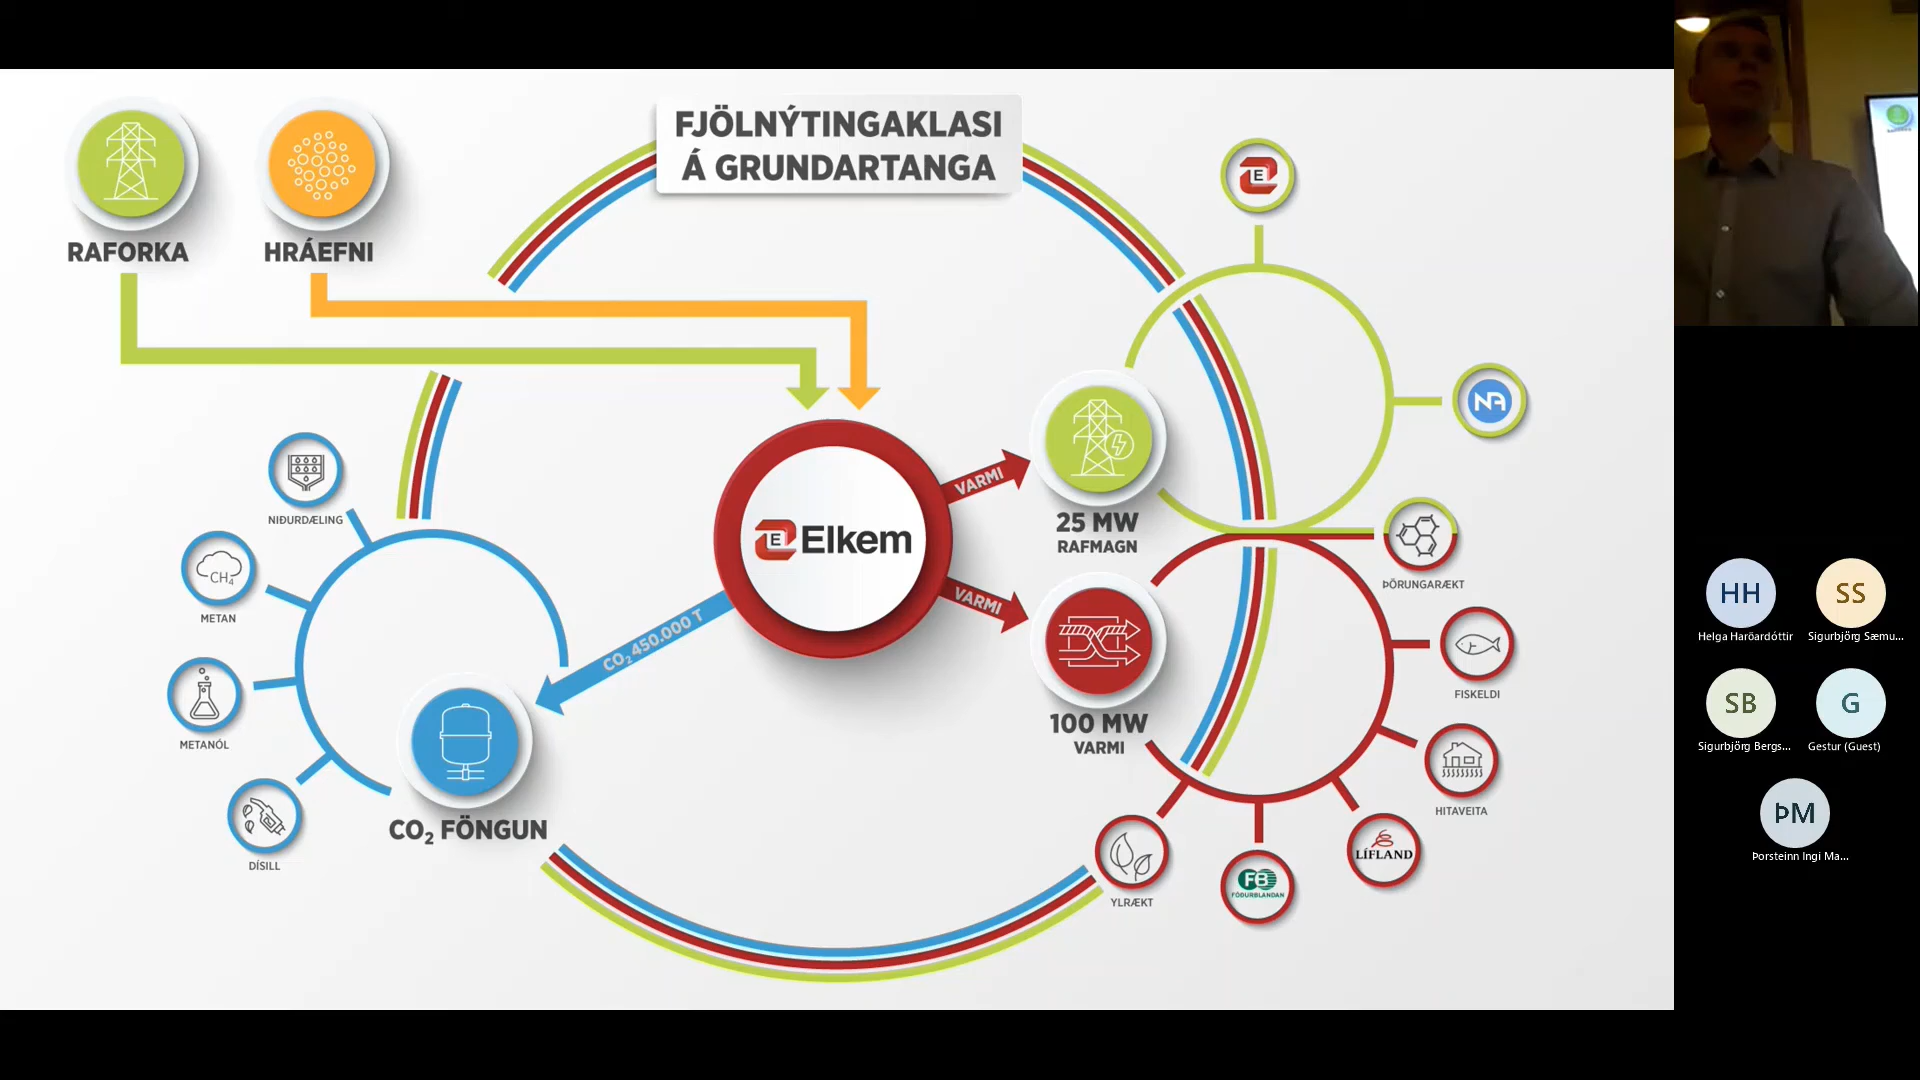 FJÖLNÝTINGAKLASI
Á GRUNDARTANGA
RAFORKA
HRÁEFNI
E
NA
E Elkem
VARMI
VARMI
CO₂ 450.000 T
25 MW
RAFMAGN
100 MW
VARMI
ÞÖRUNGARÆKT
FISKELDI
HITAVEITA
LÍFLAND
FB
FÓÐURBLANDAN
YLRÆKT
NIÐURDÆLING
CH₄
METAN
METANÓL
DÍSILL
CO₂ FÖNGUN
HH
Helga Harðardóttir
SS
Sigurbjörg Sæmu...
SB
Sigurbjörg Bergs...
G
Gestur (Guest)
ÞM
Þorsteinn Ingi Ma...